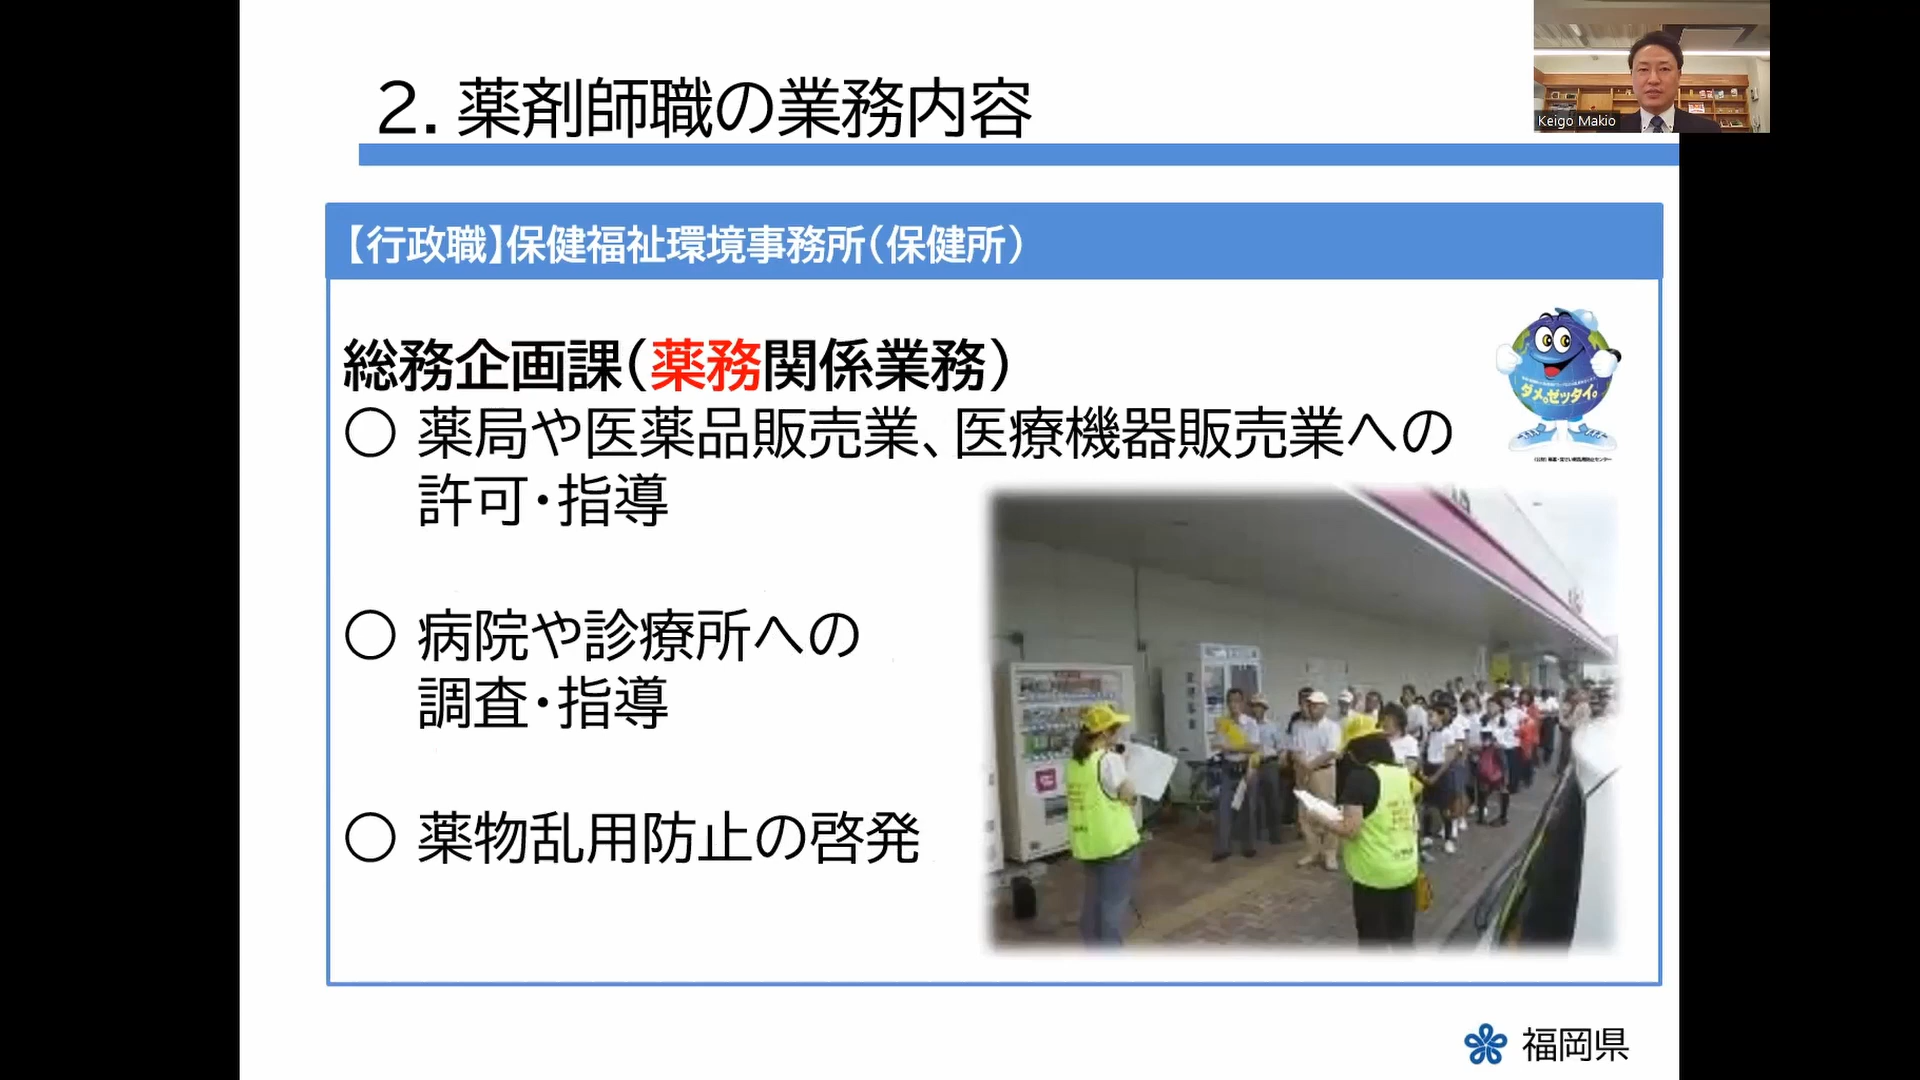 2. 薬剤師職の業務内容
Keigo Makio
【行政職】保健福祉環境事務所(保健所)
総務企画課(薬務関係業務)
○ 薬局や医薬品販売業、医療機器販売業への
許可・指導
○ 病院や診療所への
調査・指導
○ 薬物乱用防止の啓発
ダメ。ゼッタイ。
福岡県